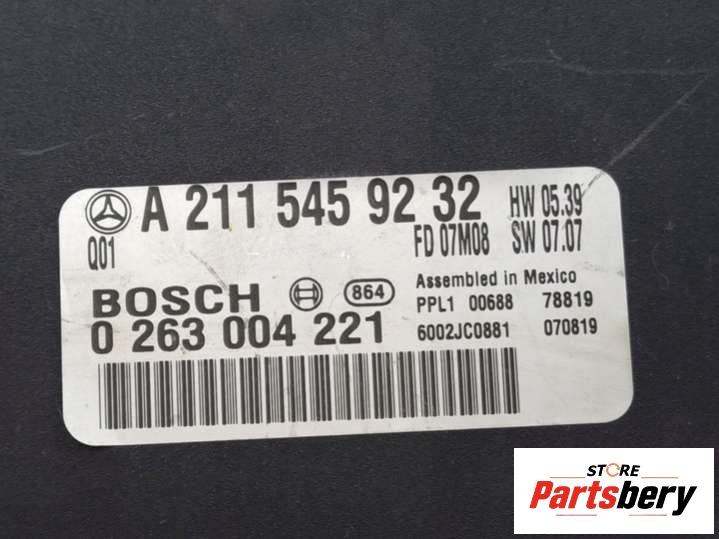 A 211 545 92 32 HW 05.39
Q01 FD 07M08 SW 07.07
BOSCH 864 Assembled in Mexico
PPL1 00688 78819
0 263 004 221 6002JC0881 070819
STORE
Partsbery